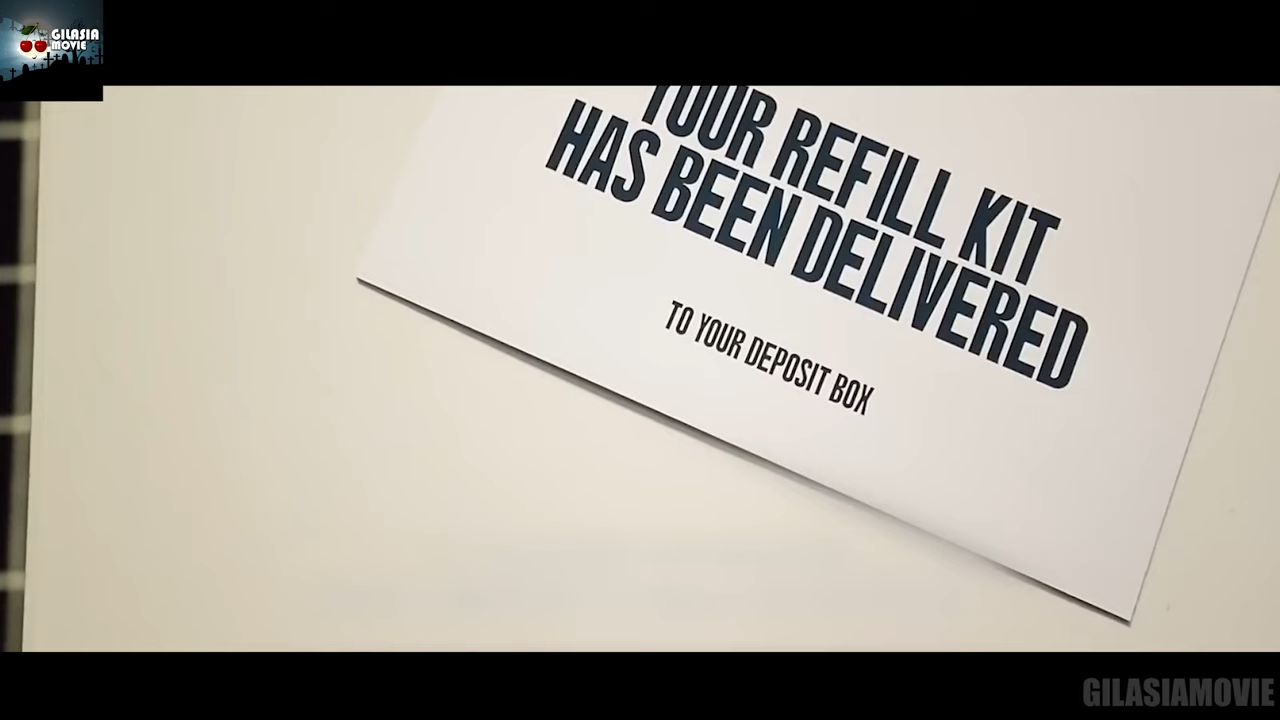 GILASIA
MOVIE
YOUR REFILL KIT
HAS BEEN DELIVERED
TO YOUR DEPOSIT BOX
GILASIAMOVIE